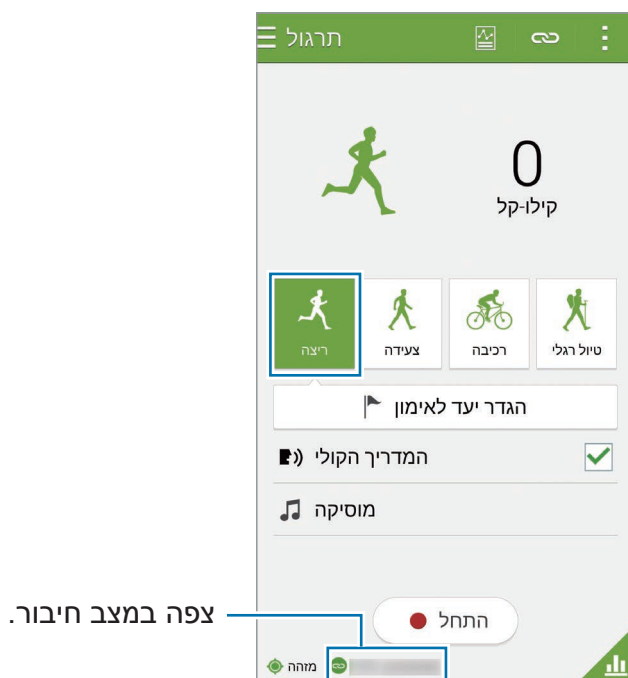 תרגול
0
קילו-קל
ריצה
צעידה
רכיבה
טיול רגלי
הגדר יעד לאימון
המדריך הקולי
מוסיקה
צפה במצב חיבור.
התחל
מזהה